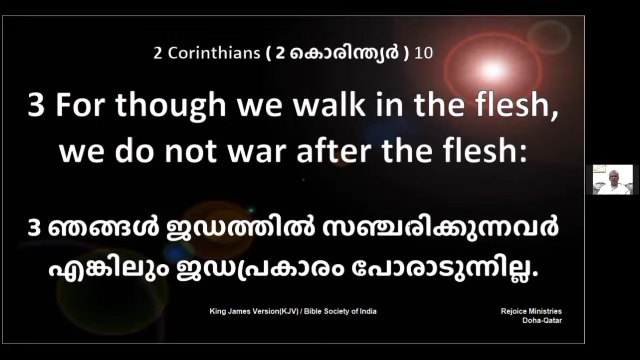 2 Corinthians ( 2 കൊരിന്ത്യർ ) 10
3 For though we walk in the flesh,
we do not war after the flesh:
3 ഞങ്ങൾ ജഡത്തിൽ സഞ്ചരിക്കുന്നവർ
എങ്കിലും ജഡപ്രകാരം പോരാടുന്നില്ല.
King James Version(KJV) / Bible Society of India
Rejoice Ministries
Doha-Qatar